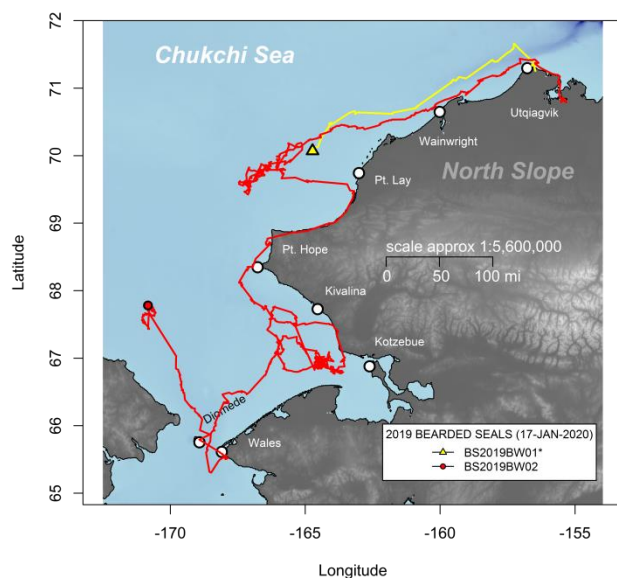 72
71
70
69
68
67
66
65
Latitude
Chukchi Sea
Utqiagvik
Wainwright
North Slope
Pt. Lay
Pt. Hope
scale approx 1:5,600,000
0 50 100 mi
Kivalina
Kotzebue
Diomede
Wales
2019 BEARDED SEALS (17-JAN-2020)
BS2019BW01*
BS2019BW02
-170 -165 -160 -155
Longitude